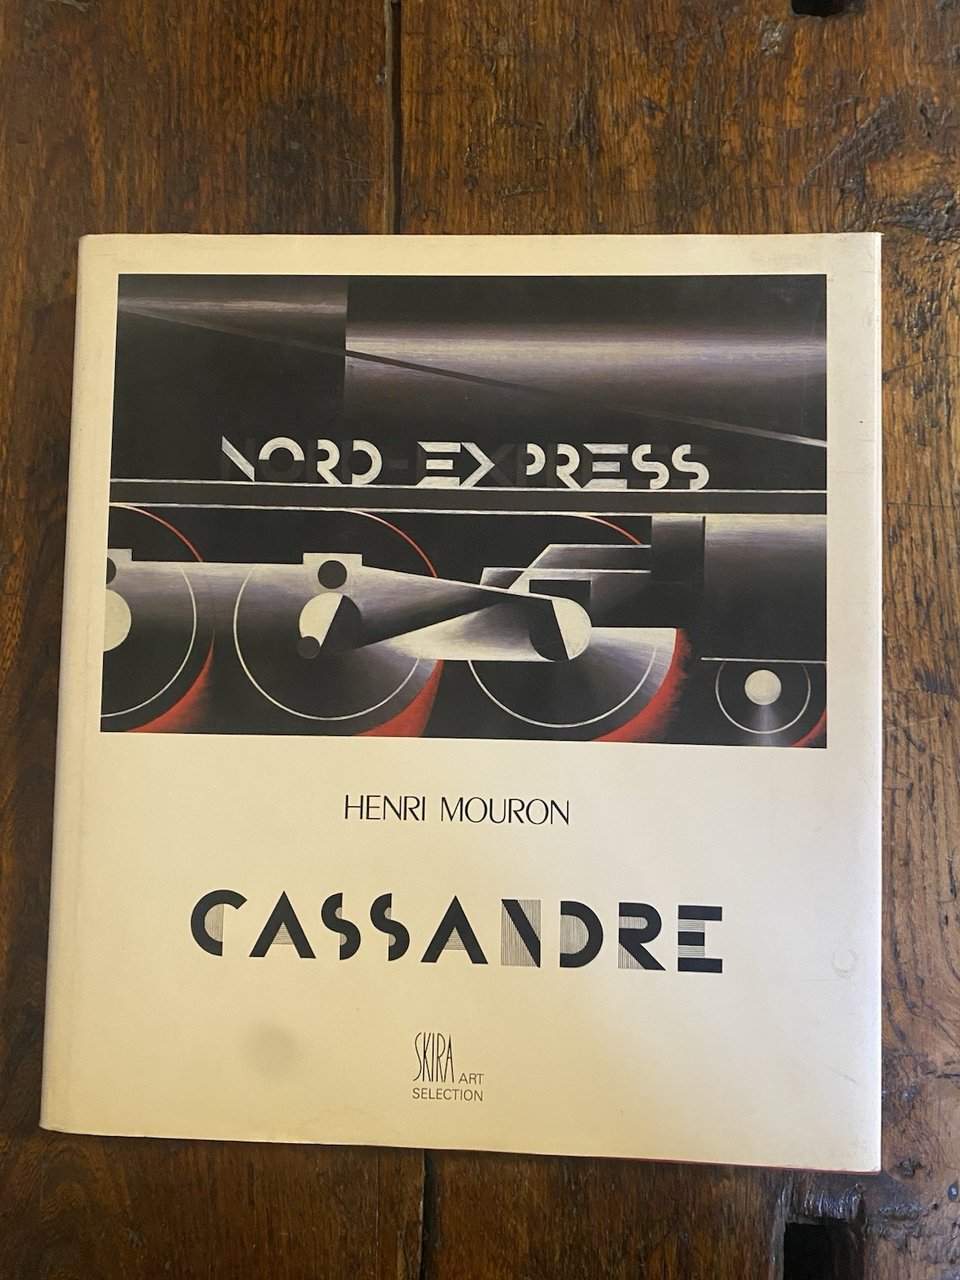 NORD EXPRESS
HENRI MOURON
CASSANDRE
SKIRA ART
SELECTION